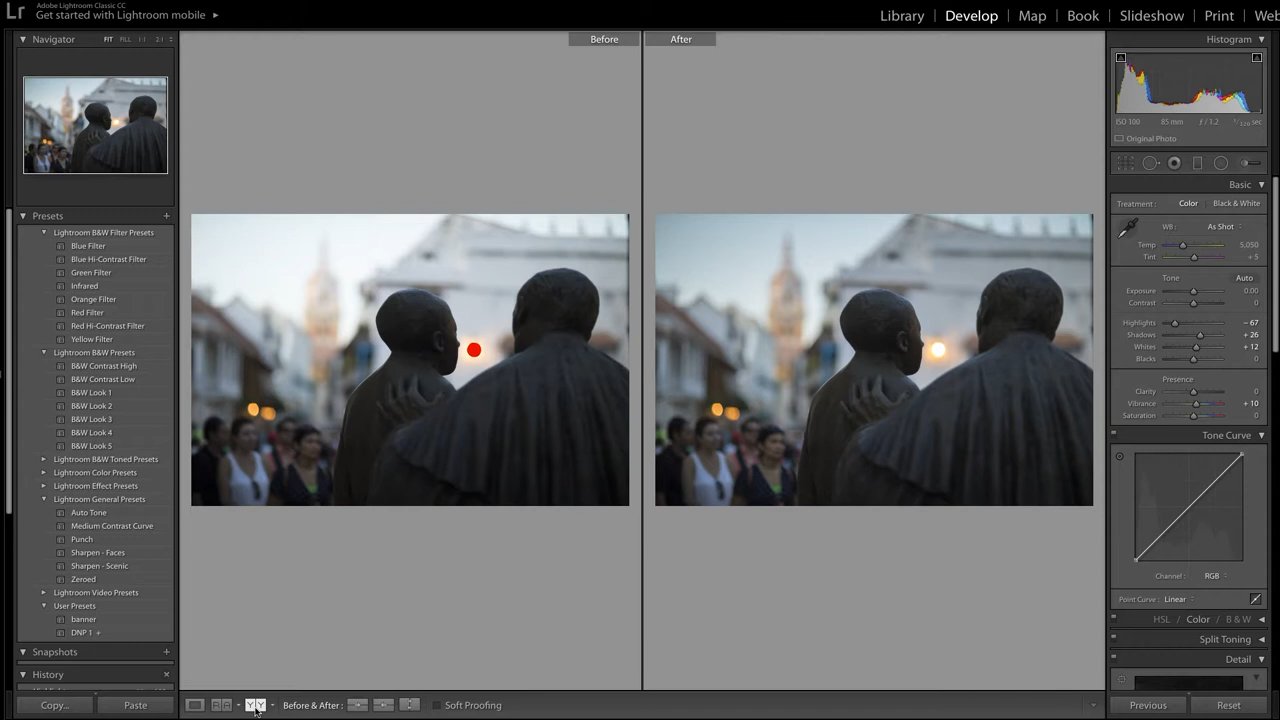 Lr
Adobe Lightroom Classic CC
Get started with Lightroom mobile
Library | Develop | Map | Book | Slideshow | Print | Web
Navigator FIT FILL 1:1 2:1
Before
After
Histogram
ISO 100 85 mm f / 1.2 1/220 sec
Original Photo
Basic
Treatment : Color Black & White
WB : As Shot
Temp 5,050
Tint + 5
Tone Auto
Exposure 0.00
Contrast 0
Highlights – 67
Shadows + 26
Whites + 12
Blacks 0
Presence
Clarity 0
Vibrance + 10
Saturation 0
Tone Curve
Channel : RGB
Point Curve : Linear
HSL / Color / B & W
Split Toning
Detail
Previous
Reset
Presets +
Lightroom B&W Filter Presets
Blue Filter
Blue Hi-Contrast Filter
Green Filter
Infrared
Orange Filter
Red Filter
Red Hi-Contrast Filter
Yellow Filter
Lightroom B&W Presets
B&W Contrast High
B&W Contrast Low
B&W Look 1
B&W Look 2
B&W Look 3
B&W Look 4
B&W Look 5
Lightroom B&W Toned Presets
Lightroom Color Presets
Lightroom Effect Presets
Lightroom General Presets
Auto Tone
Medium Contrast Curve
Punch
Sharpen - Faces
Sharpen - Scenic
Zeroed
Lightroom Video Presets
User Presets
banner
DNP 1 +
Snapshots +
History ×
Copy...
Paste
R A
Y Y
Before & After :
Soft Proofing